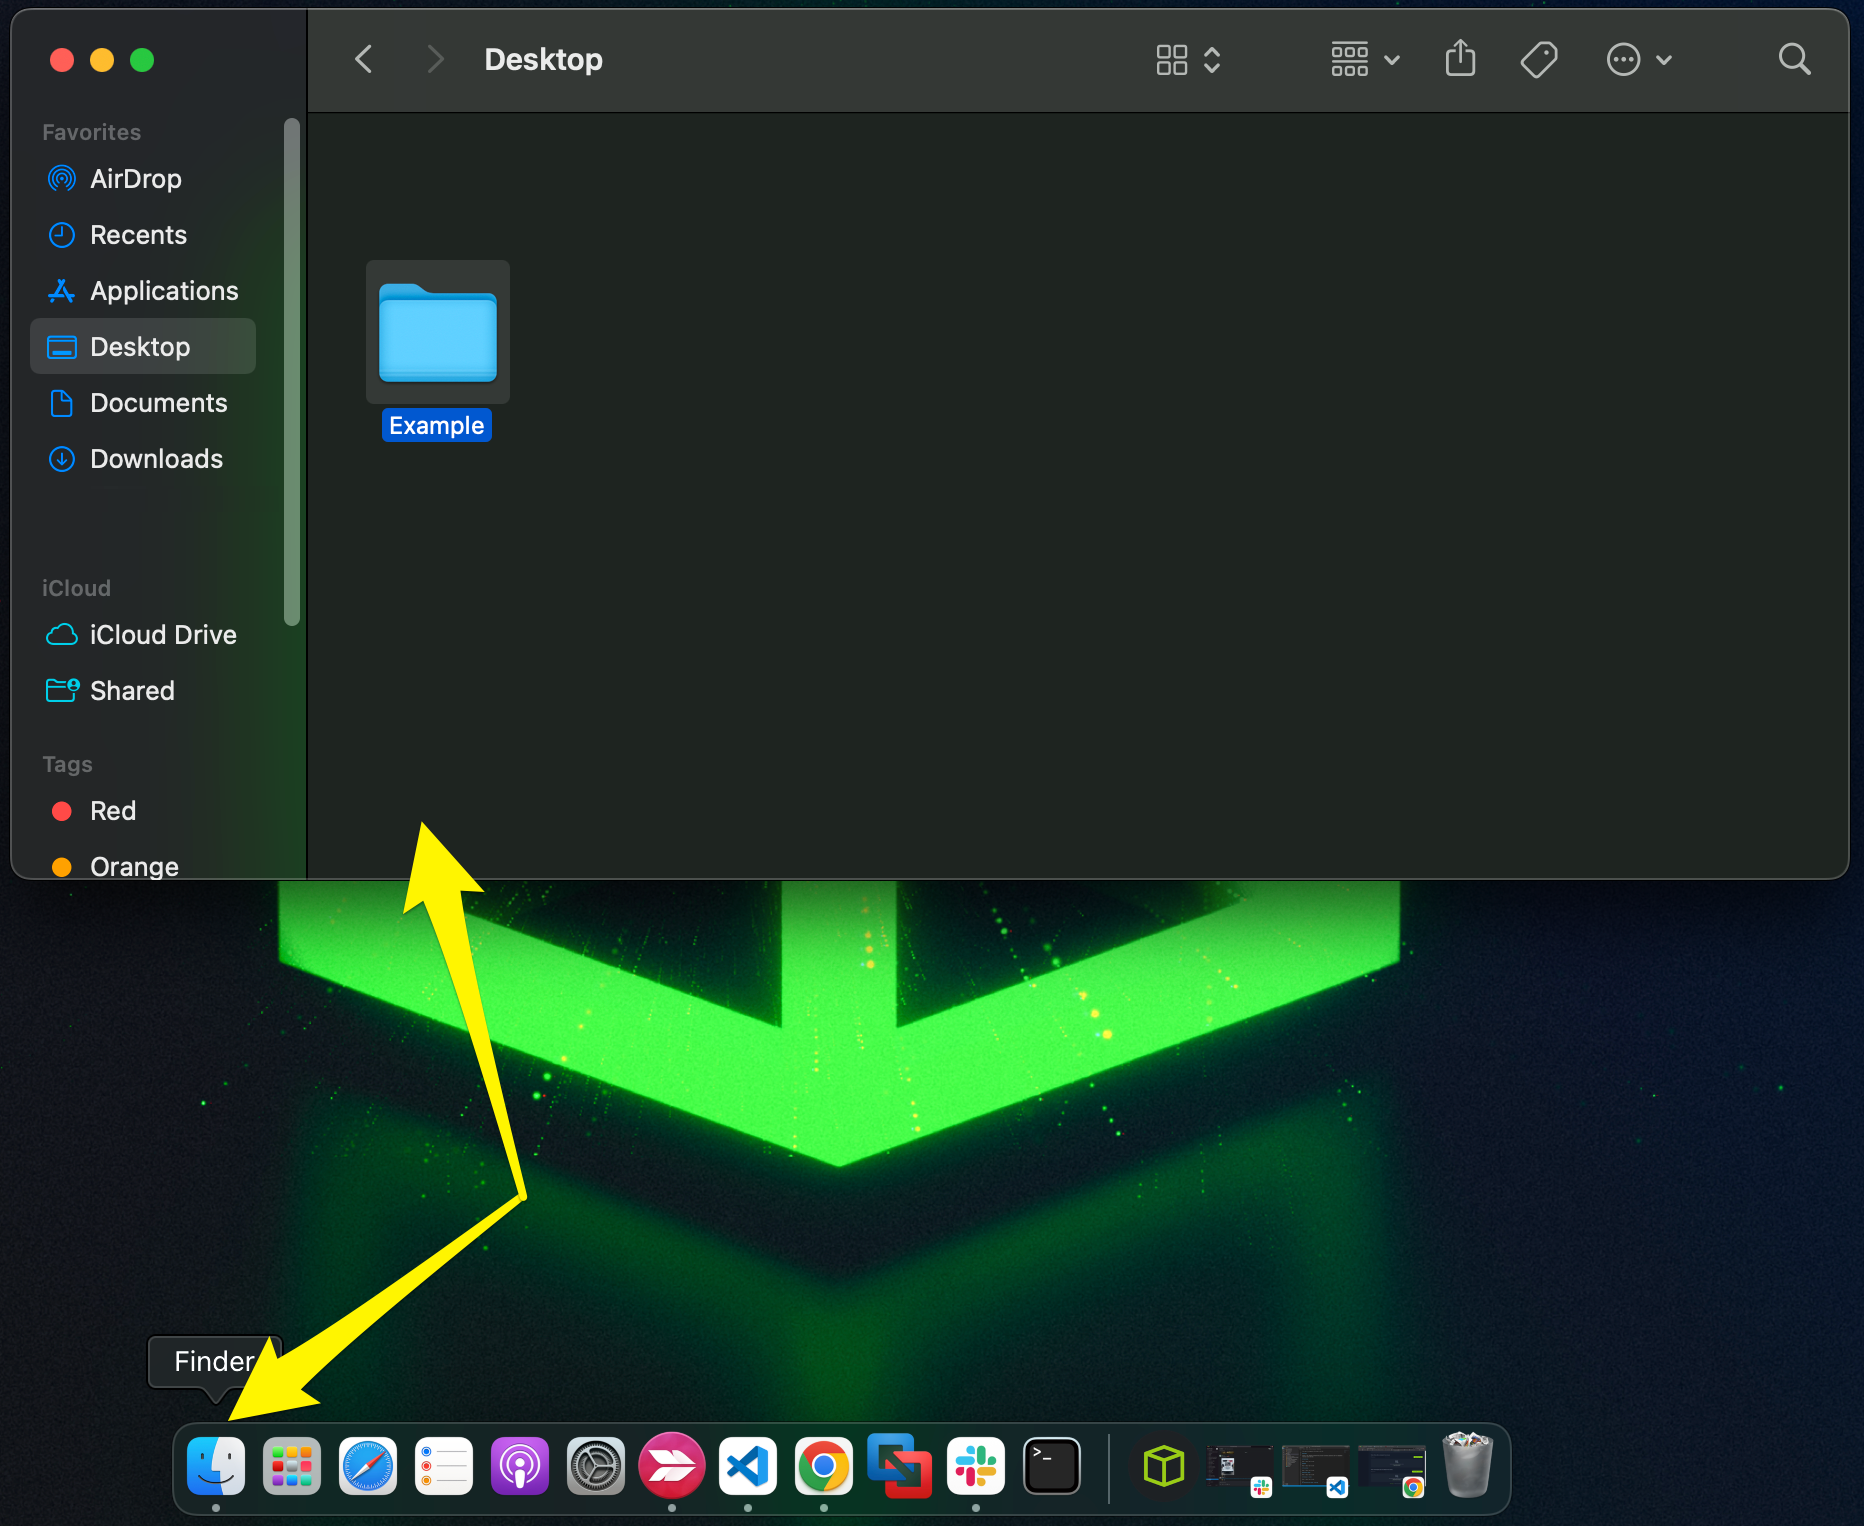 Desktop
Favorites
AirDrop
Recents
Applications
Desktop
Documents
Downloads
iCloud
iCloud Drive
Shared
Tags
Red
Orange
Example
Finder
>_